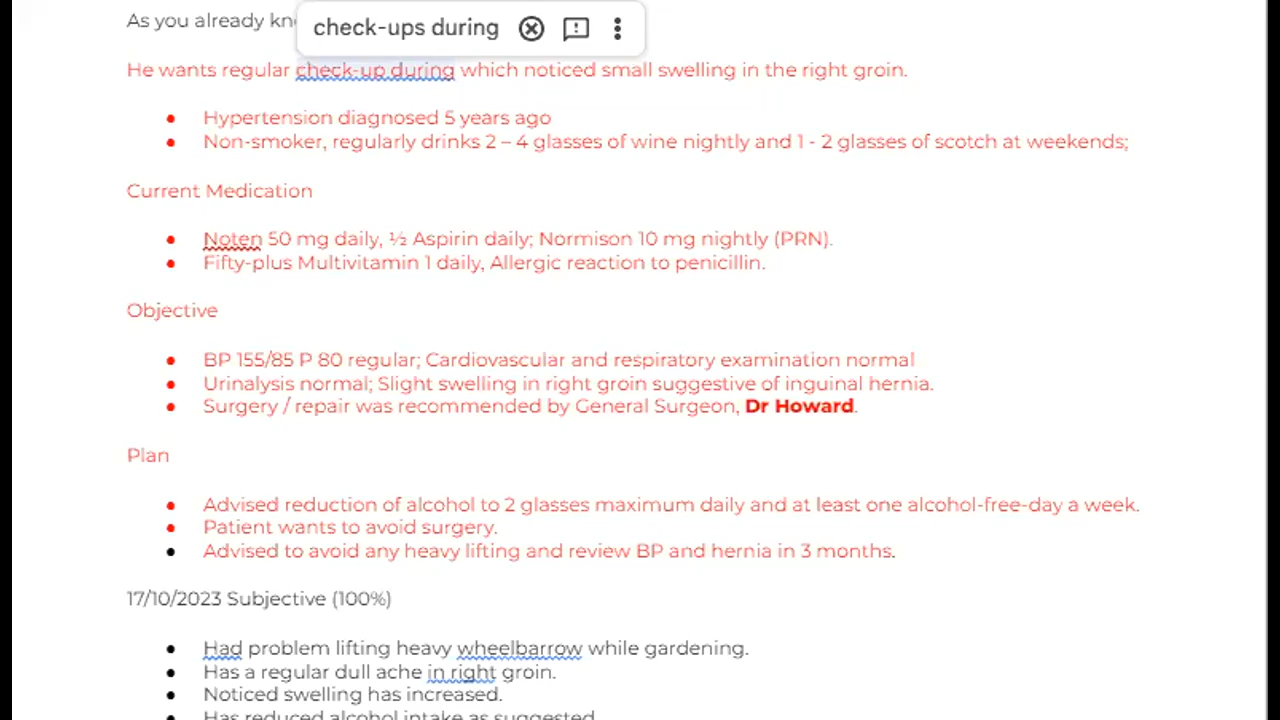 As you already kn
check-ups during
He wants regular check-up during which noticed small swelling in the right groin.
● Hypertension diagnosed 5 years ago
● Non-smoker, regularly drinks 2 – 4 glasses of wine nightly and 1 - 2 glasses of scotch at weekends;
Current Medication
● Noten 50 mg daily, ½ Aspirin daily; Normison 10 mg nightly (PRN).
● Fifty-plus Multivitamin 1 daily, Allergic reaction to penicillin.
Objective
● BP 155/85 P 80 regular; Cardiovascular and respiratory examination normal
● Urinalysis normal; Slight swelling in right groin suggestive of inguinal hernia.
● Surgery / repair was recommended by General Surgeon, Dr Howard.
Plan
● Advised reduction of alcohol to 2 glasses maximum daily and at least one alcohol-free-day a week.
● Patient wants to avoid surgery.
● Advised to avoid any heavy lifting and review BP and hernia in 3 months.
17/10/2023 Subjective (100%)
● Had problem lifting heavy wheelbarrow while gardening.
● Has a regular dull ache in right groin.
● Noticed swelling has increased.
● Has reduced alcohol intake as suggested